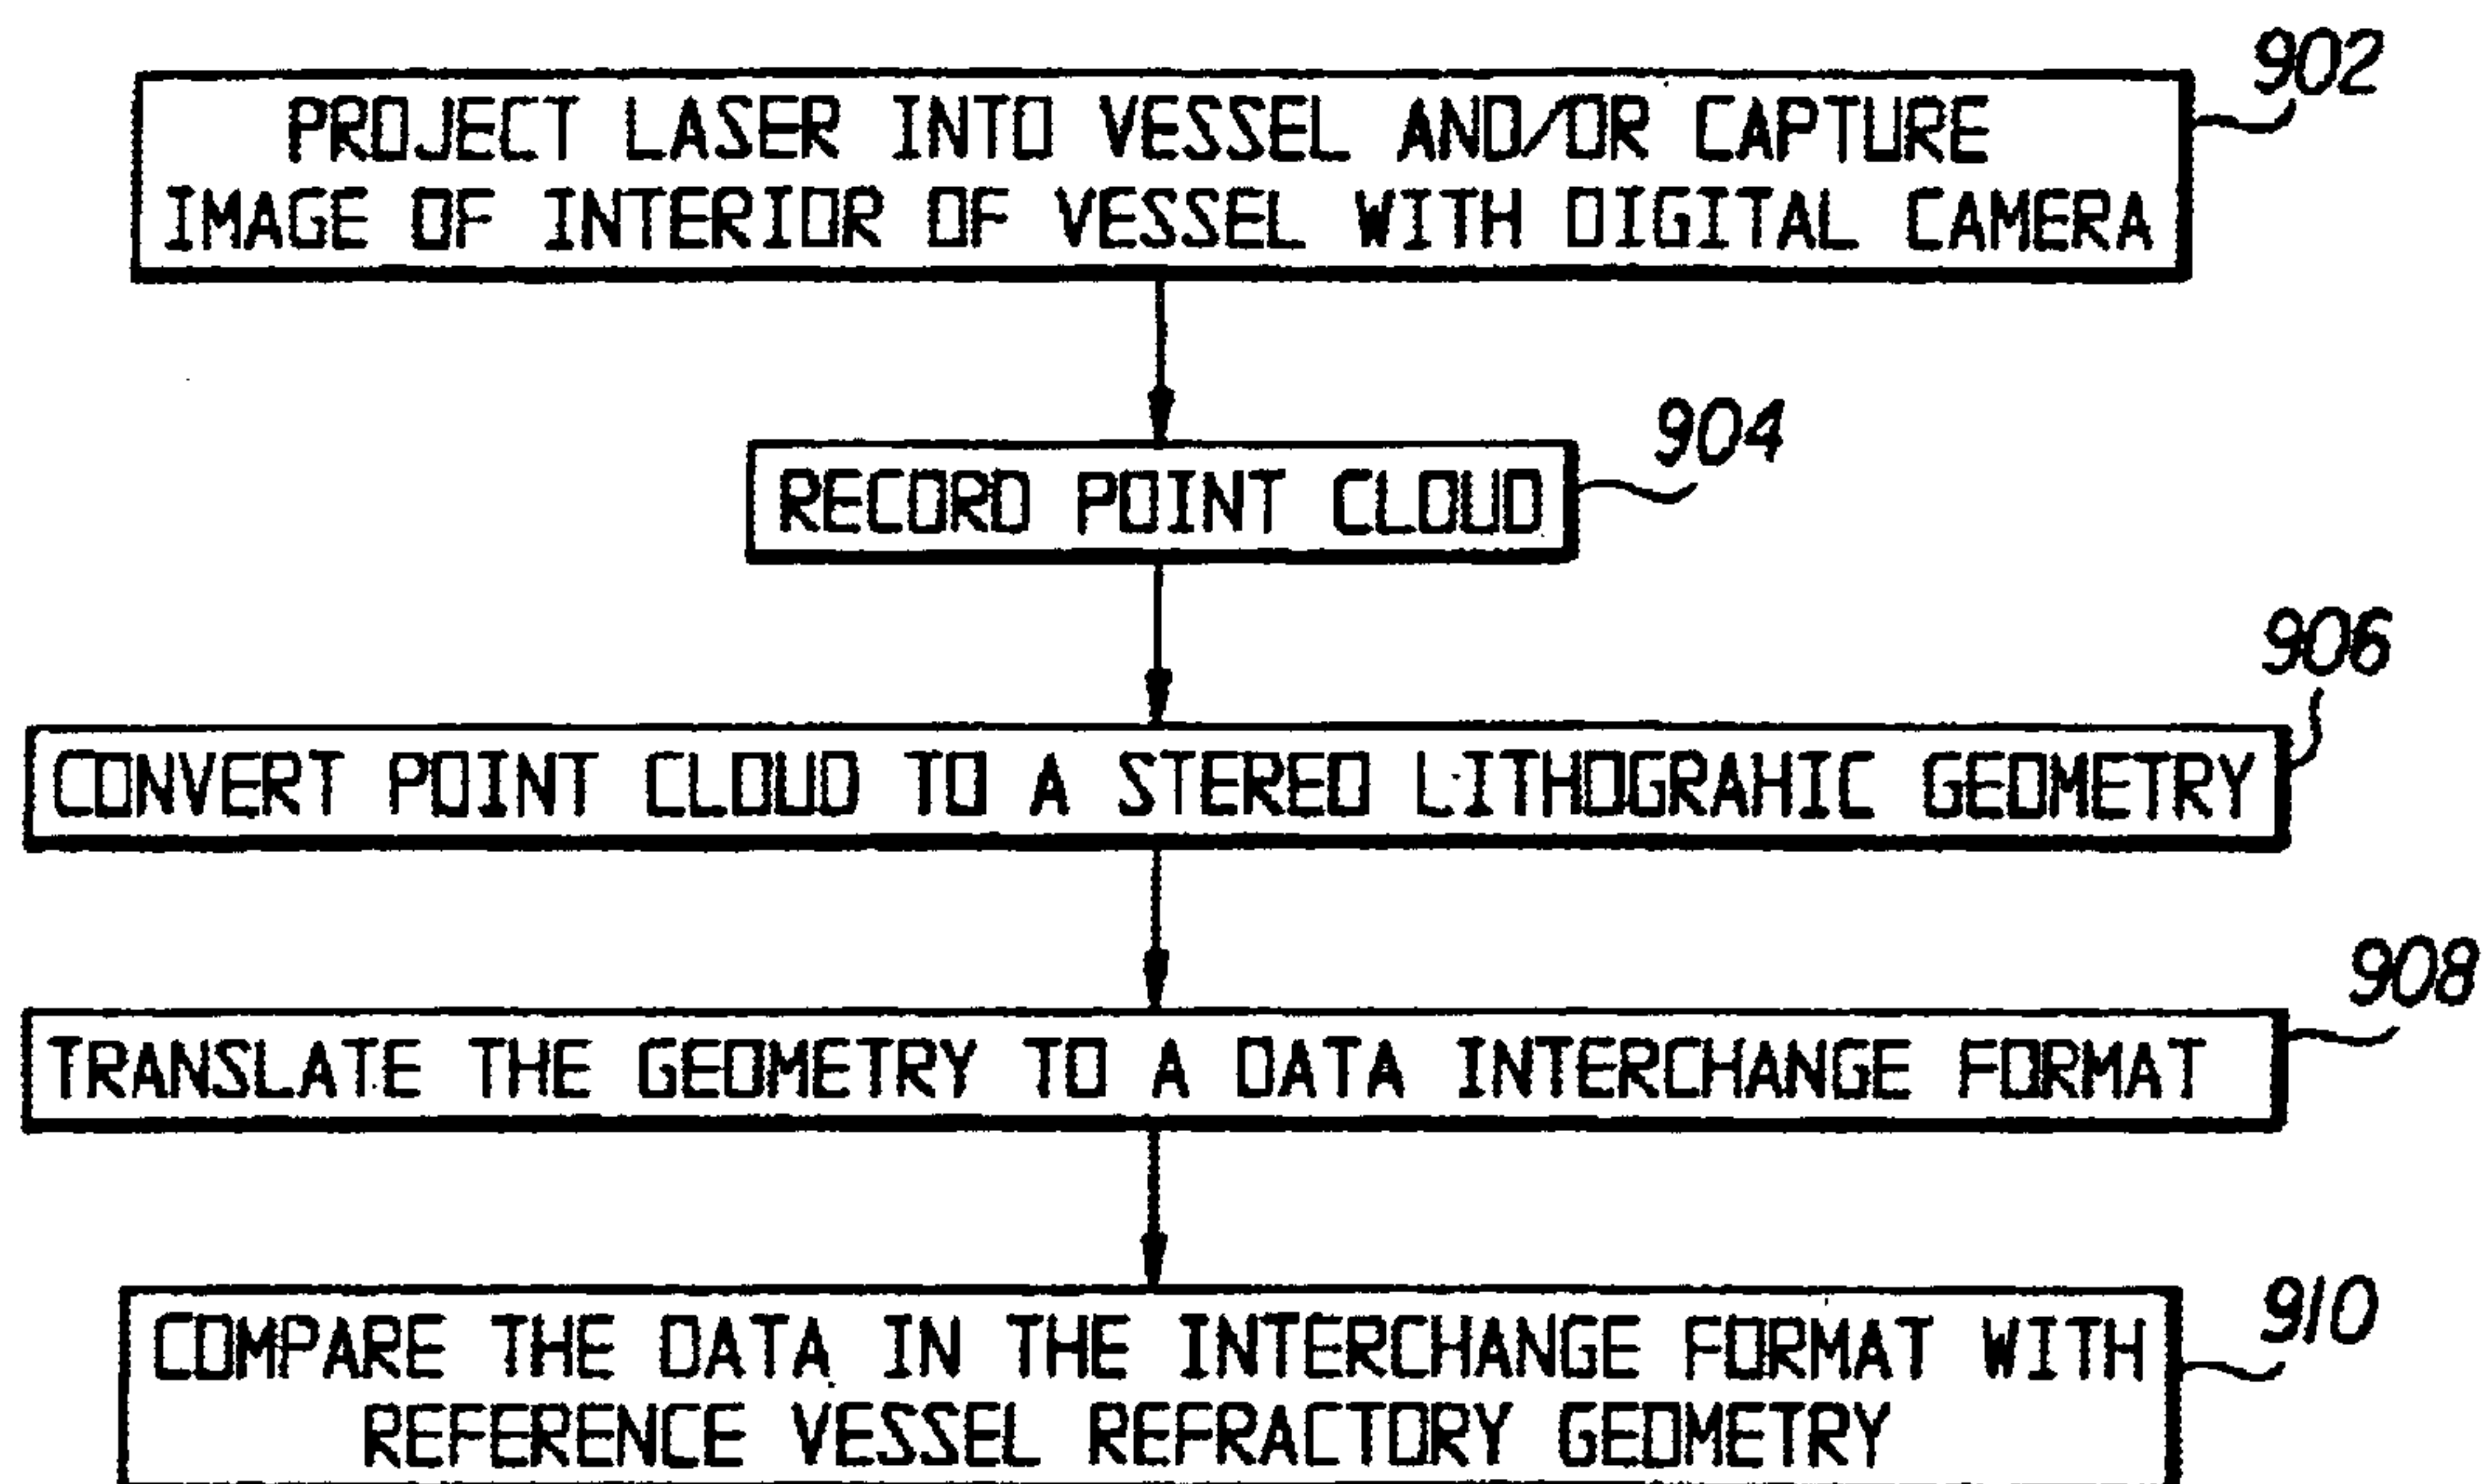 902
PROJECT LASER INTO VESSEL AND/OR CAPTURE
IMAGE OF INTERIOR OF VESSEL WITH DIGITAL CAMERA
904
RECORD POINT CLOUD
906
CONVERT POINT CLOUD TO A STEREO LITHOGRAHIC GEOMETRY
908
TRANSLATE THE GEOMETRY TO A DATA INTERCHANGE FORMAT
910
COMPARE THE DATA IN THE INTERCHANGE FORMAT WITH
REFERENCE VESSEL REFRACTORY GEOMETRY